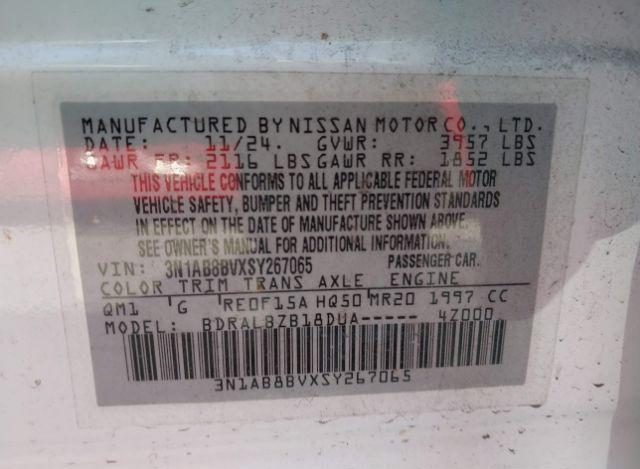 MANUFACTURED BY NISSAN MOTOR CO., LTD.
DATE: 11/24. GVWR: 3957 LBS
GAWR FR: 2116 LBS GAWR RR: 1852 LBS
THIS VEHICLE CONFORMS TO ALL APPLICABLE FEDERAL MOTOR
VEHICLE SAFETY, BUMPER AND THEFT PREVENTION STANDARDS
IN EFFECT ON THE DATE OF MANUFACTURE SHOWN ABOVE.
SEE OWNER'S MANUAL FOR ADDITIONAL INFORMATION.
VIN: 3N1AB8BVXSY267065 PASSENGER CAR.
COLOR TRIM TRANS AXLE ENGINE
QM1 G RE0F15A HQ50 MR20 1997 CC
MODEL: BDRALBZB18DUA----- 4Z000
3N1AB8BVXSY267065